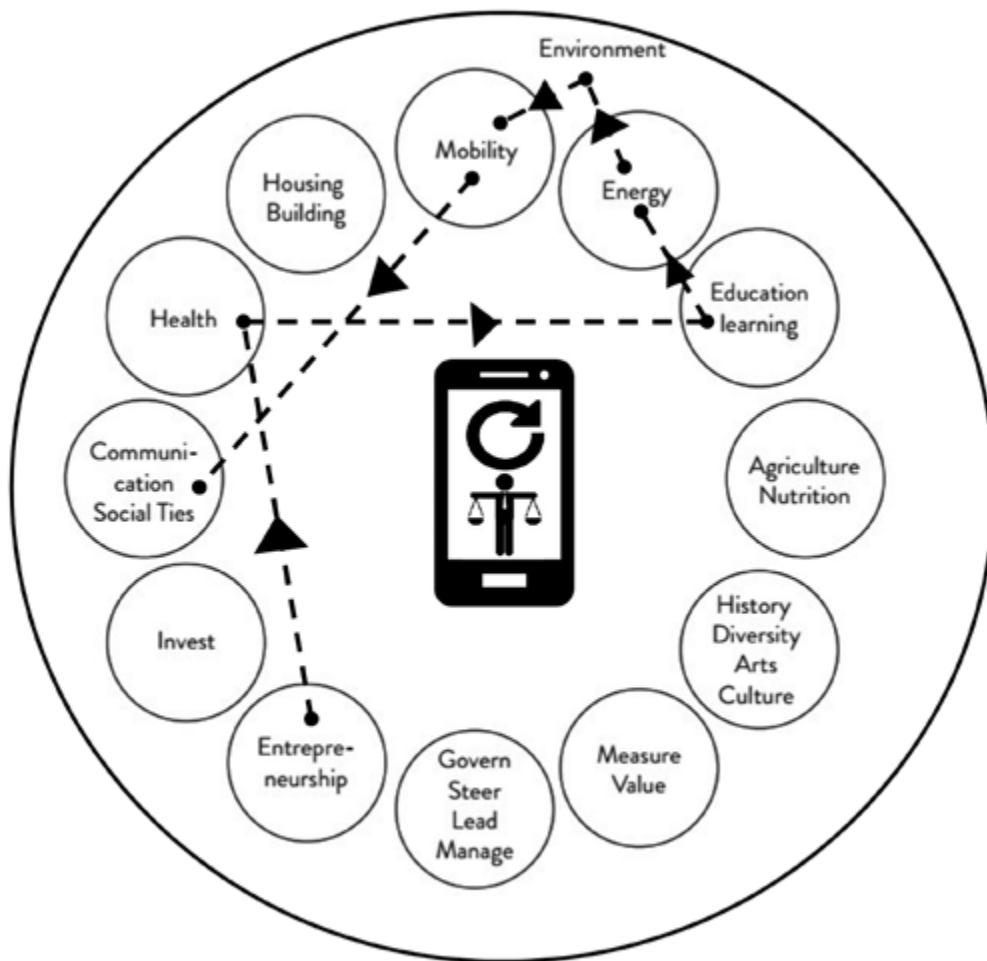 Environment
Mobility
Energy
Housing
Building
Education
learning
Health
Communi-
cation
Social Ties
Agriculture
Nutrition
Invest
History
Diversity
Arts
Culture
Entrepre-
neurship
Govern
Steer
Lead
Manage
Measure
Value